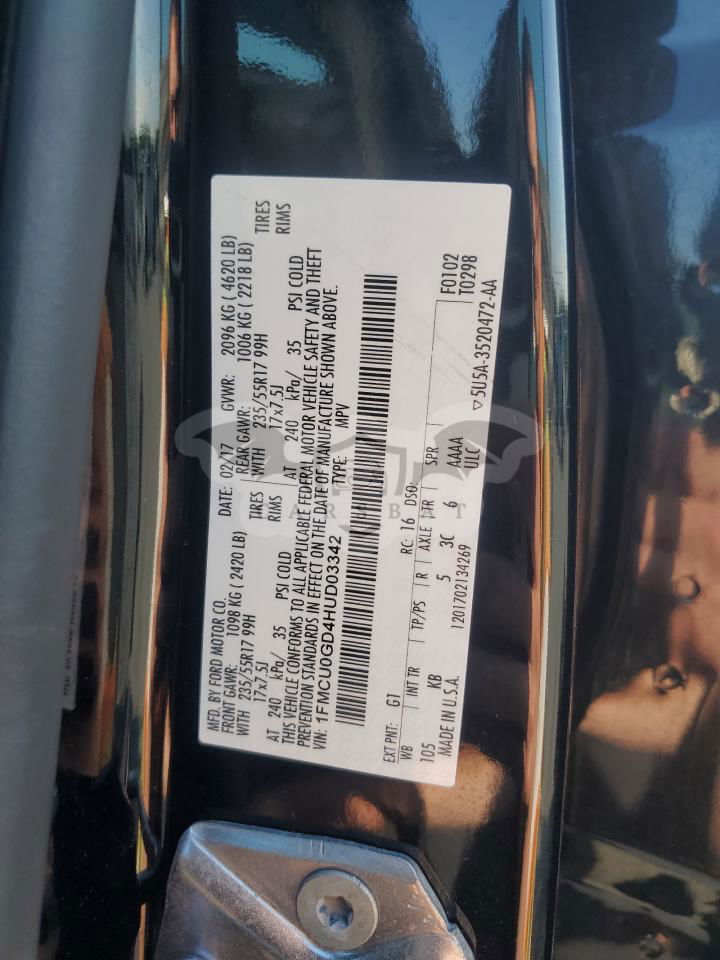 MFD. BY FORD MOTOR CO.
DATE: 02/17 GVWR: 2096 KG ( 4620 LB)
FRONT GAWR: 1098 KG ( 2420 LB) REAR GAWR: 1006 KG ( 2218 LB)
WITH 235/55R17 99H TIRES WITH 235/55R17 99H TIRES
17x7.5J RIMS 17x7.5J RIMS
AT 240 kPa/ 35 PSI COLD AT 240 kPa/ 35 PSI COLD
THIS VEHICLE CONFORMS TO ALL APPLICABLE FEDERAL MOTOR VEHICLE SAFETY AND THEFT
PREVENTION STANDARDS IN EFFECT ON THE DATE OF MANUFACTURE SHOWN ABOVE.
VIN: 1FMCU0GD4HUD03342 TYPE: MPV
EXT PNT: G1 RC: 16 DSO: F0102
WB INT TR TP/PS R AXLE TR SPR T0298
105 KB 5 3C 6 AAAA
MADE IN U.S.A. 1201702134269 ULC ▽5U5A-3520472-AA
CARSBAT